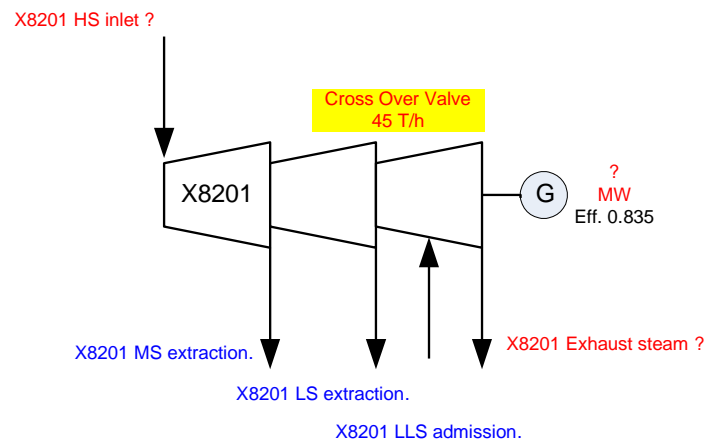 X8201 HS inlet ?
Cross Over Valve
45 T/h
X8201
G
?
MW
Eff. 0.835
X8201 MS extraction.
X8201 Exhaust steam ?
X8201 LS extraction.
X8201 LLS admission.